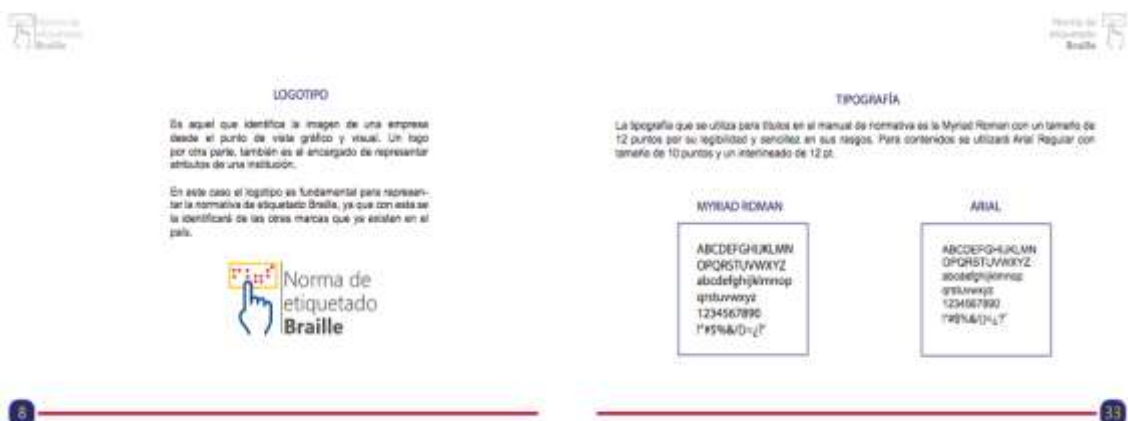 Norma de
etiquetado
Braille
LOGOTIPO
Es aquel que identifica la imagen de una empresa
desde el punto de vista gráfico y visual. Un logo
por otra parte, también es el encargado de representar
atributos de una institución.
En este caso el logotipo es fundamental para represen-
tar la normativa de etiquetado Braille, ya que con esta se
la identificará de las otras marcas que ya existen en el
país.
Norma de
etiquetado
Braille
8
Norma de
etiquetado
Braille
TIPOGRAFÍA
La tipografía que se utiliza para títulos en el manual de normativa es la Myriad Roman con un tamaño de
12 puntos por su legibilidad y sencillez en sus rasgos. Para contenidos se utilizará Arial Regular con
tamaño de 10 puntos y un interlineado de 12 pt.
MYRIAD ROMAN
ABCDEFGHIJKLMN
OPQRSTUVWXYZ
abcdefghijklmnop
qrstuvwxyz
1234567890
!"#$%&/()=¿?'
ARIAL
ABCDEFGHIJKLMN
OPQRSTUVWXYZ
abcdefghijklmnop
qrstuvwxyz
1234567890
!"#$%&/()=¿?'
33